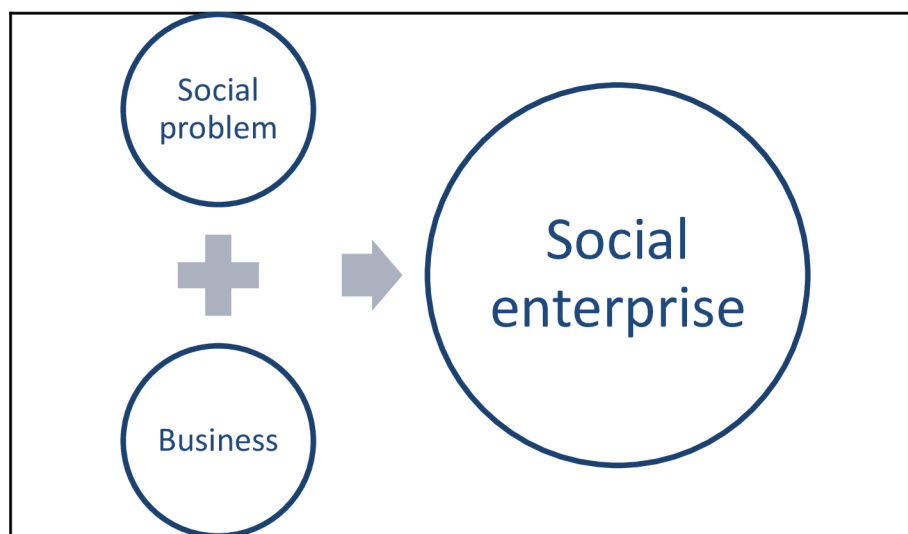 Social
problem
Business
Social
enterprise